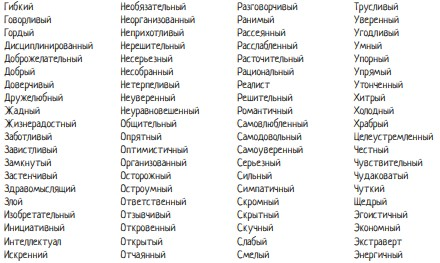 Гибкий
Говорливый
Гордый
Дисциплинированный
Доброжелательный
Добрый
Доверчивый
Дружелюбный
Жадный
Жизнерадостный
Заботливый
Завистливый
Замкнутый
Застенчивый
Здравомыслящий
Злой
Изобретательный
Инициативный
Интеллектуал
Искренний
Необязательный
Неорганизованный
Неприхотливый
Нерешительный
Несерьезный
Несобранный
Нетерпеливый
Неуверенный
Неуравновешенный
Общительный
Опрятный
Оптимистичный
Организованный
Осторожный
Остроумный
Ответственный
Отзывчивый
Откровенный
Открытый
Отчаянный
Разговорчивый
Ранимый
Рассеянный
Расслабленный
Расточительный
Рациональный
Реалист
Решительный
Романтичный
Самовлюбленный
Самодовольный
Самоуверенный
Серьезный
Сильный
Симпатичный
Скромный
Скрытный
Скучный
Слабый
Смелый
Трусливый
Уверенный
Угодливый
Умный
Упорный
Упрямый
Утонченный
Хитрый
Холодный
Храбрый
Целеустремленный
Честный
Чувствительный
Чудаковатый
Чуткий
Щедрый
Эгоистичный
Экономный
Экстраверт
Энергичный